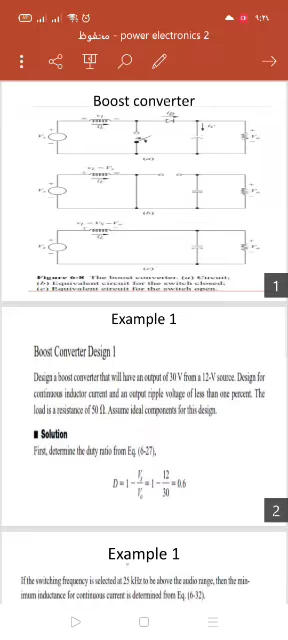 ٩:٢٤
power electronics 2 - محفوظ
Boost converter
(a)
(b)
(c)
Figure 6-8 The boost converter. (a) Circuit;
(b) Equivalent circuit for the switch closed;
(c) Equivalent circuit for the switch open.
1
Example 1
Boost Converter Design 1
Design a boost converter that will have an output of 30 V from a 12-V source. Design for
continuous inductor current and an output ripple voltage of less than one percent. The
load is a resistance of 50 Ω. Assume ideal components for this design.
■ Solution
First, determine the duty ratio from Eq. (6-27),
D = 1 − Vs/Vo = 1 − 12/30 = 0.6
2
Example 1
If the switching frequency is selected at 25 kHz to be above the audio range, then the min-
imum inductance for continuous current is determined from Eq. (6-32).